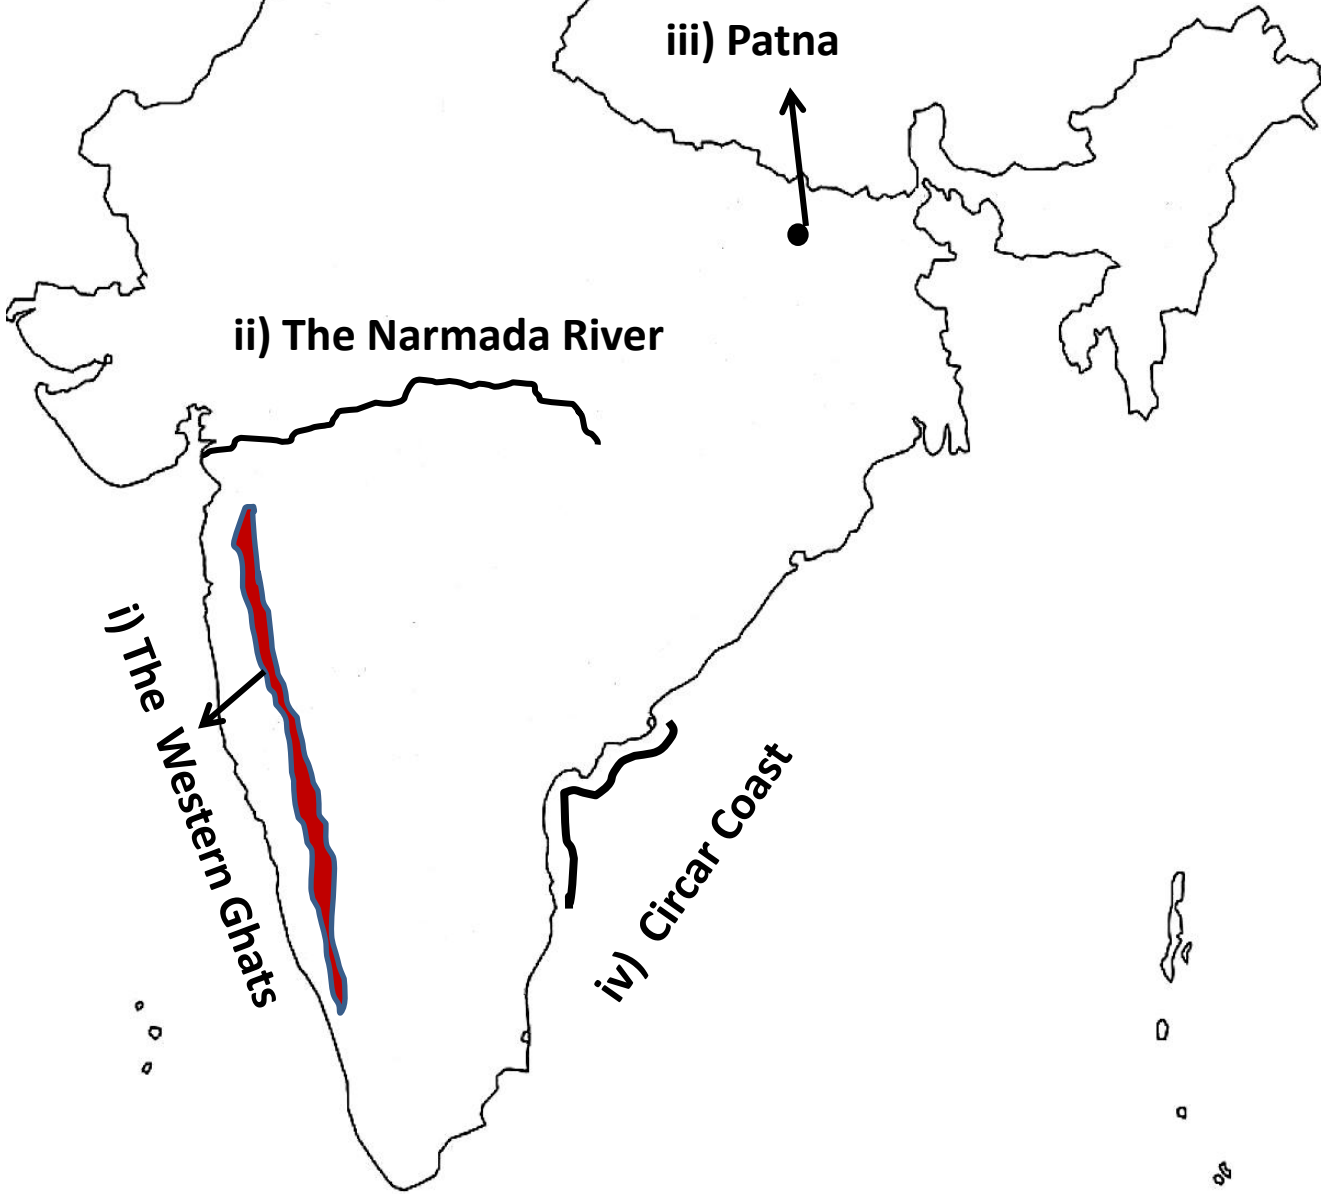 iii) Patna
ii) The Narmada River
i) The Western Ghats
iv) Circar Coast